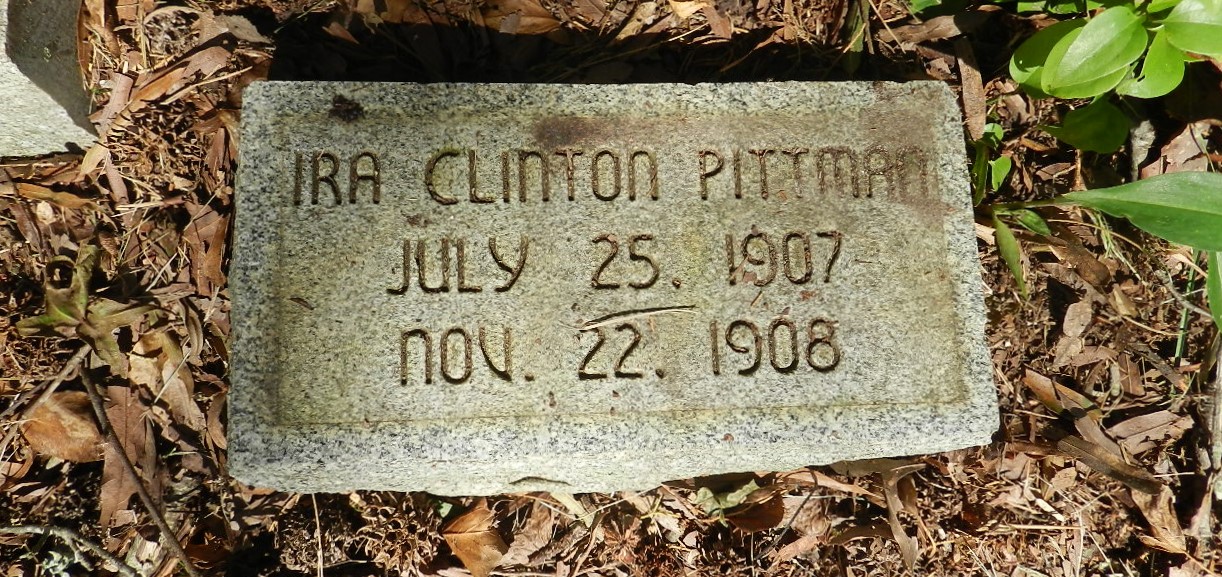 IRA CLINTON PITTMAN
JULY 25. 1907
NOV. 22. 1908